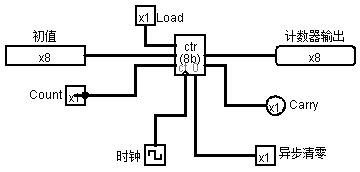 x1 Load
初值
计数器输出
ctr
(8b)
x8
x8
Count x1
x1 Carry
时钟
x1 异步清零